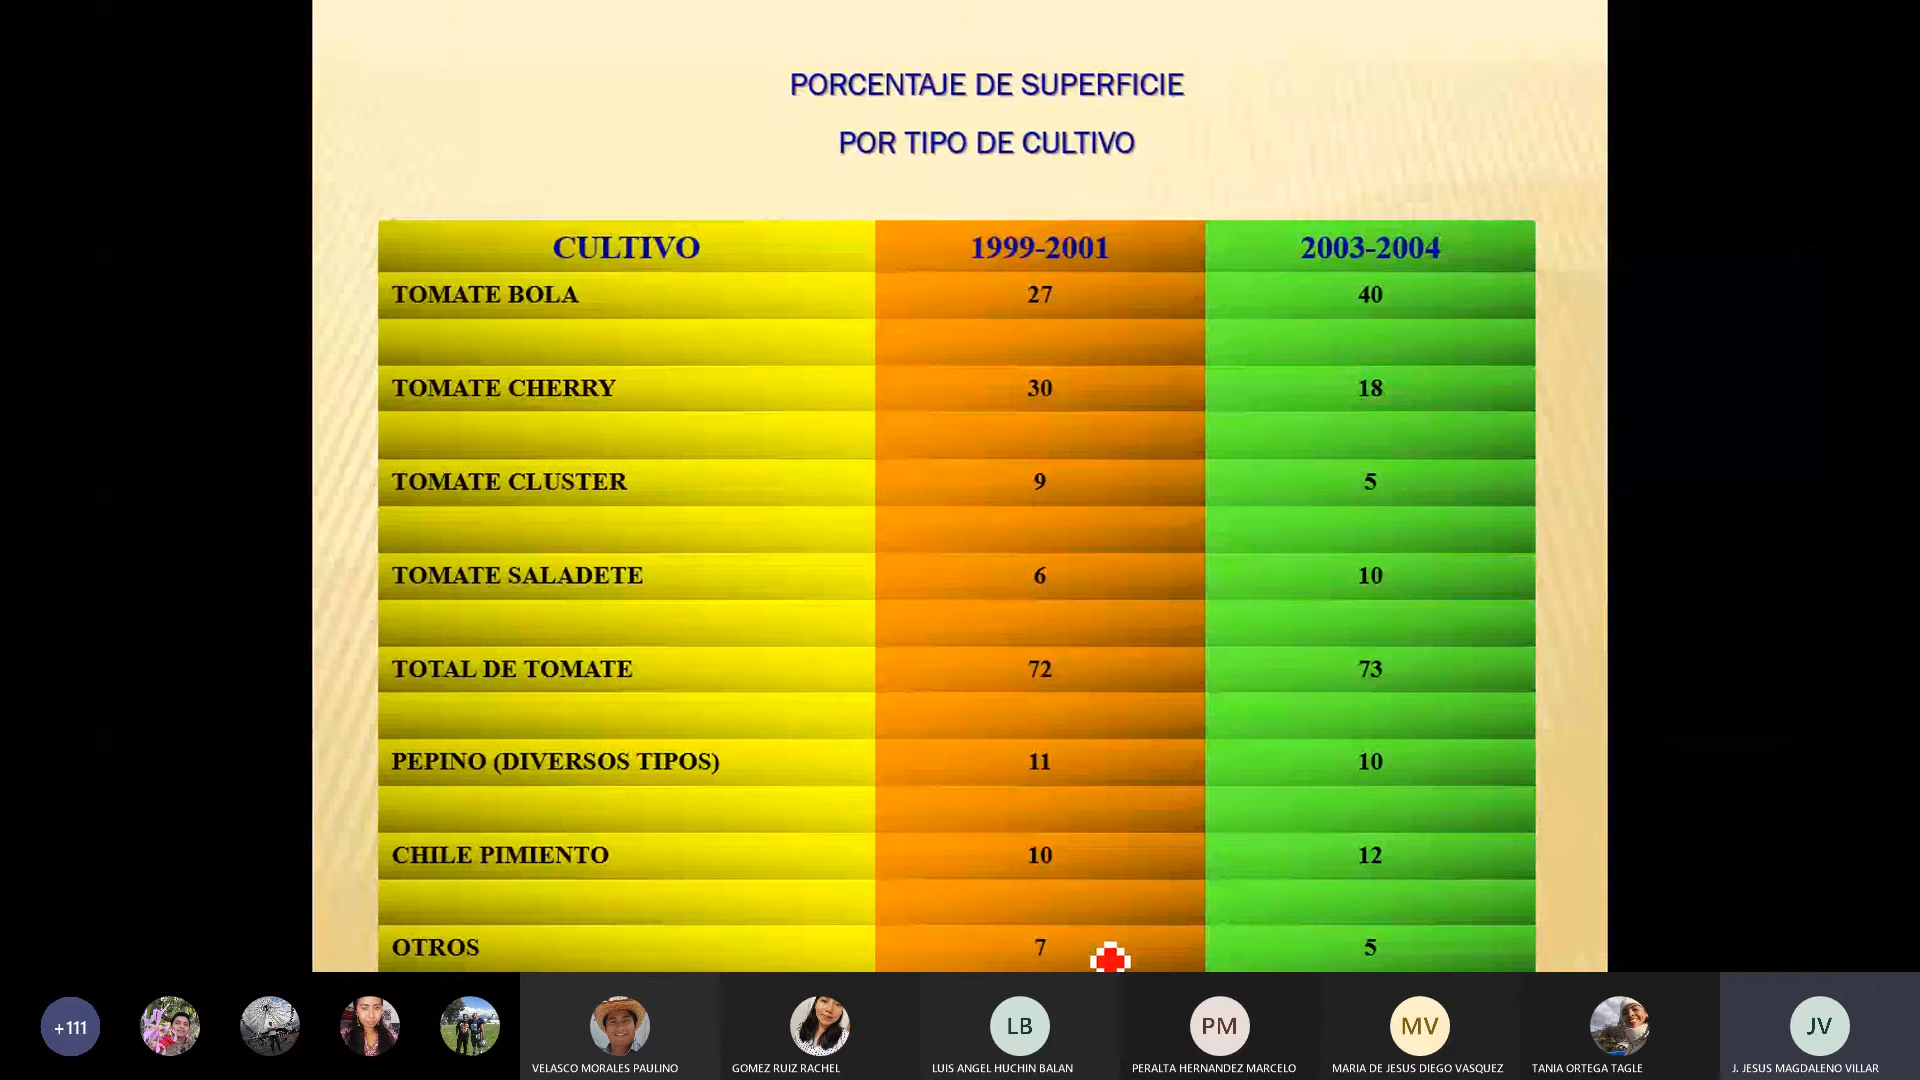 PORCENTAJE DE SUPERFICIE
POR TIPO DE CULTIVO
CULTIVO 1999-2001 2003-2004
TOMATE BOLA 27 40
TOMATE CHERRY 30 18
TOMATE CLUSTER 9 5
TOMATE SALADETE 6 10
TOTAL DE TOMATE 72 73
PEPINO (DIVERSOS TIPOS) 11 10
CHILE PIMIENTO 10 12
OTROS 7 5
+111 LB PM MV JV
VELASCO MORALES PAULINO GOMEZ RUIZ RACHEL LUIS ANGEL HUCHIN BALAN PERALTA HERNANDEZ MARCELO MARIA DE JESUS DIEGO VASQUEZ TANIA ORTEGA TAGLE J. JESUS MAGDALENO VILLAR